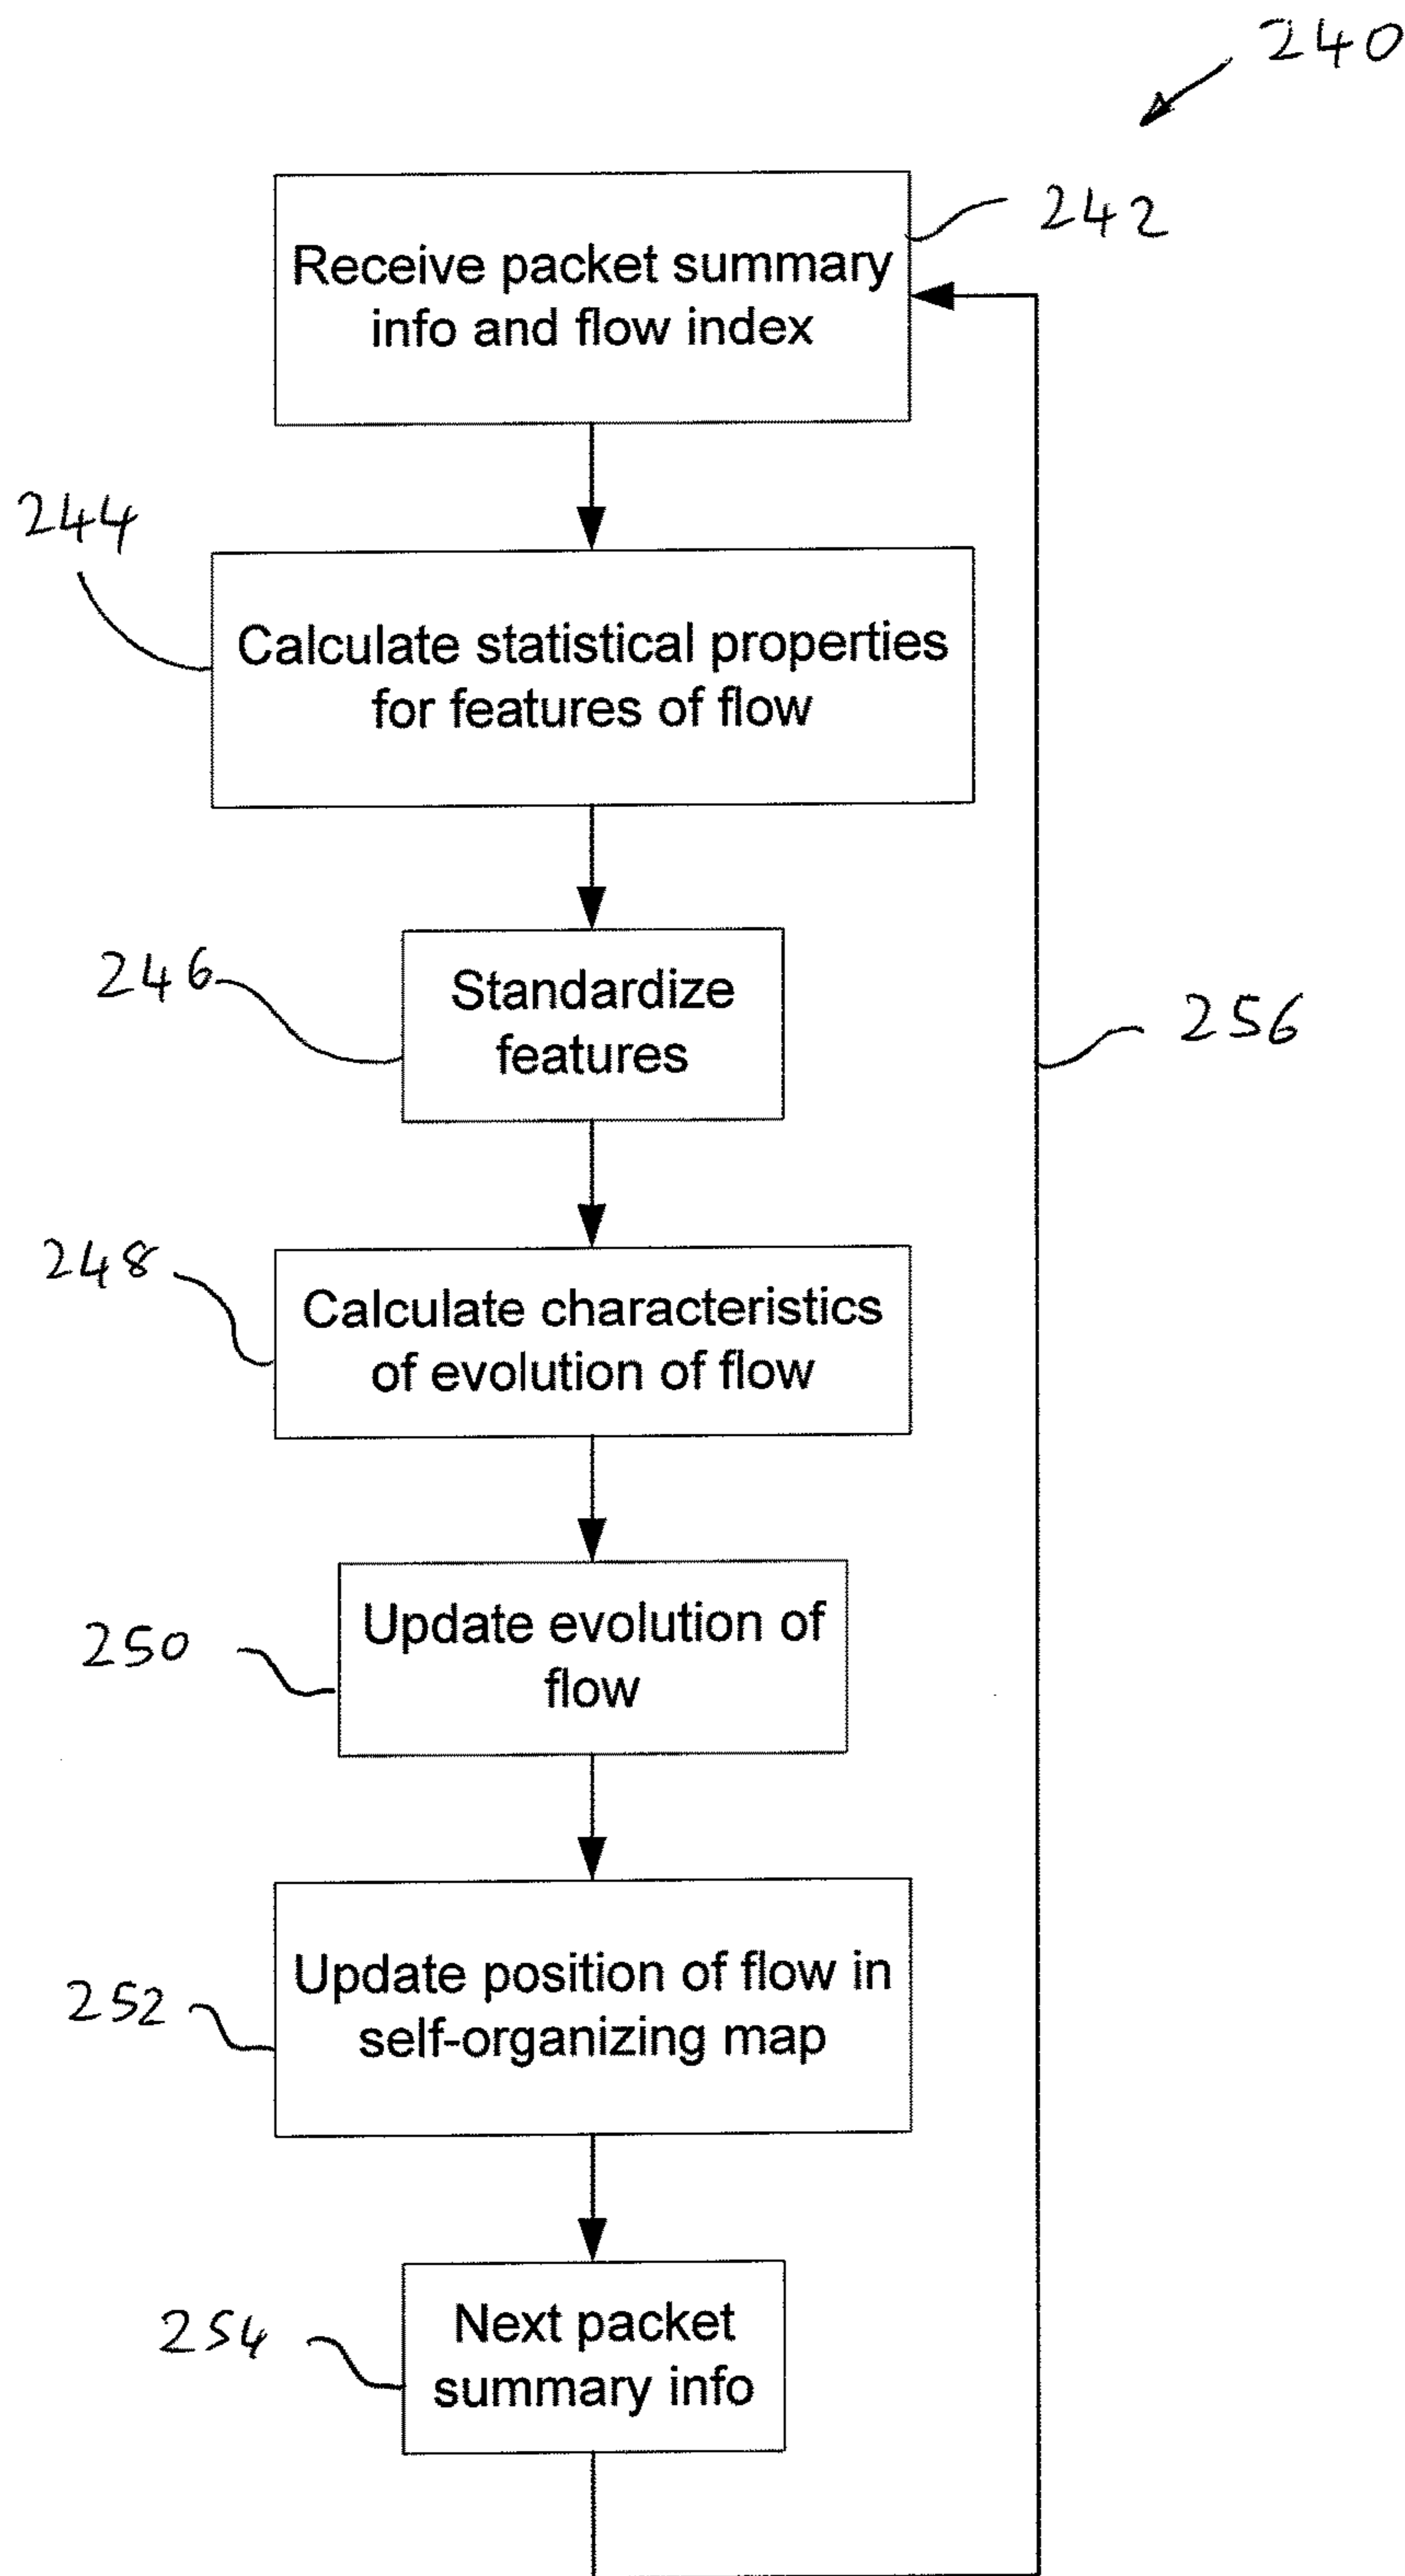 240
Receive packet summary
info and flow index
242
244
Calculate statistical properties
for features of flow
246
Standardize
features
256
248
Calculate characteristics
of evolution of flow
250
Update evolution of
flow
252
Update position of flow in
self-organizing map
254
Next packet
summary info